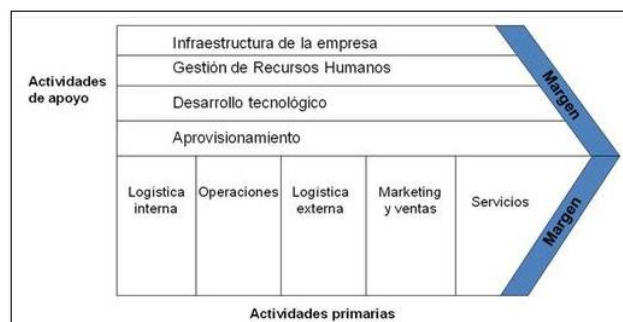 Actividades
de apoyo
Infraestructura de la empresa
Gestión de Recursos Humanos
Desarrollo tecnológico
Aprovisionamiento
Margen
Logística
interna
Operaciones
Logística
externa
Marketing
y ventas
Servicios
Margen
Actividades primarias